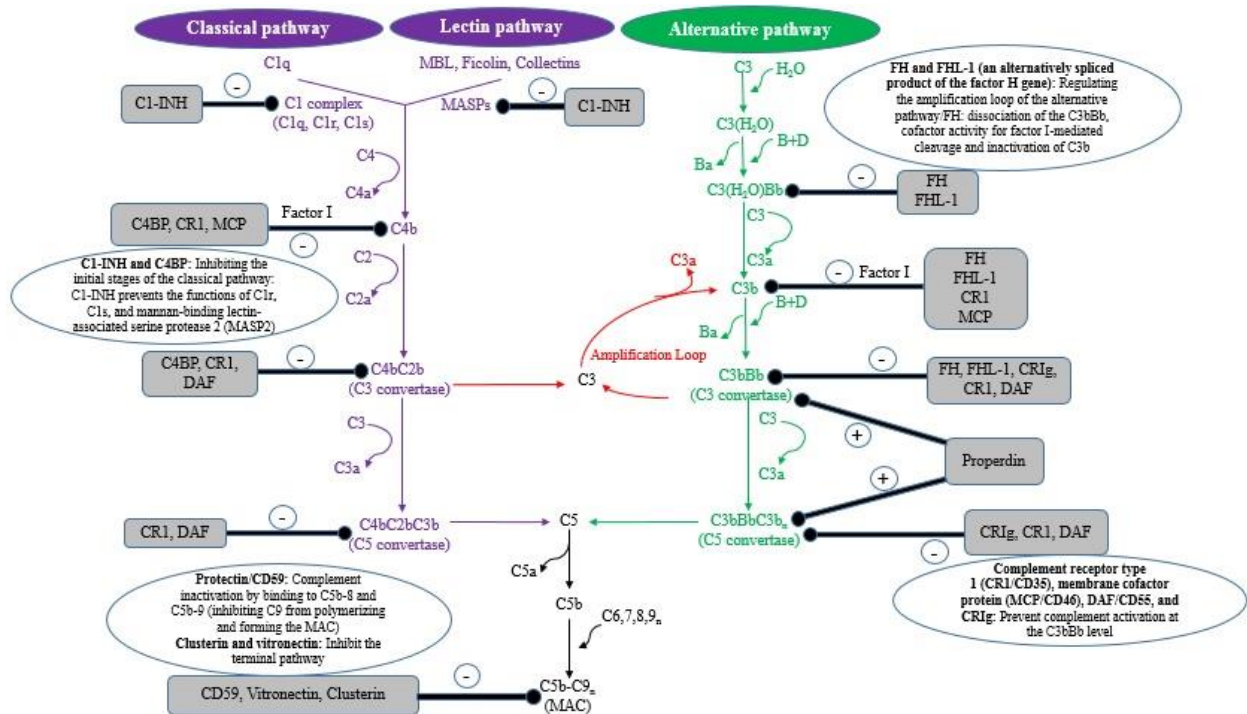 Classical pathway
Lectin pathway
Alternative pathway
C1q
MBL, Ficolin, Collectins
C3
H₂O
FH and FHL-1 (an alternatively spliced
product of the factor H gene): Regulating
the amplification loop of the alternative
pathway/FH: dissociation of the C3bBb,
cofactor activity for factor I-mediated
cleavage and inactivation of C3b
C1-INH
-
C1 complex
(C1q, C1r, C1s)
MASPs
-
C1-INH
C3(H₂O)
Ba
B+D
C4
C4a
C3(H₂O)Bb
-
FH
FHL-1
C4BP, CR1, MCP
Factor I
-
C4b
C3
C3a
C1-INH and C4BP: Inhibiting the
initial stages of the classical pathway:
C1-INH prevents the functions of C1r,
C1s, and mannan-binding lectin-
associated serine protease 2 (MASP2)
C2
C2a
C3a
C3b
-
Factor I
FH
FHL-1
CR1
MCP
Ba
B+D
C4BP, CR1,
DAF
-
C4bC2b
(C3 convertase)
Amplification Loop
C3
C3bBb
(C3 convertase)
-
FH, FHL-1, CRIg,
CR1, DAF
C3
C3a
C3
C3a
+
+
Properdin
CR1, DAF
-
C4bC2bC3b
(C5 convertase)
C5
C3bBbC3bₙ
(C5 convertase)
-
CRIg, CR1, DAF
C5a
C5b
C6,7,8,9ₙ
Protectin/CD59: Complement
inactivation by binding to C5b-8 and
C5b-9 (inhibiting C9 from polymerizing
and forming the MAC)
Clusterin and vitronectin: Inhibit the
terminal pathway
Complement receptor type
1 (CR1/CD35), membrane cofactor
protein (MCP/CD46), DAF/CD55, and
CRIg: Prevent complement activation at
the C3bBb level
CD59, Vitronectin, Clusterin
-
C5b-C9ₙ
(MAC)